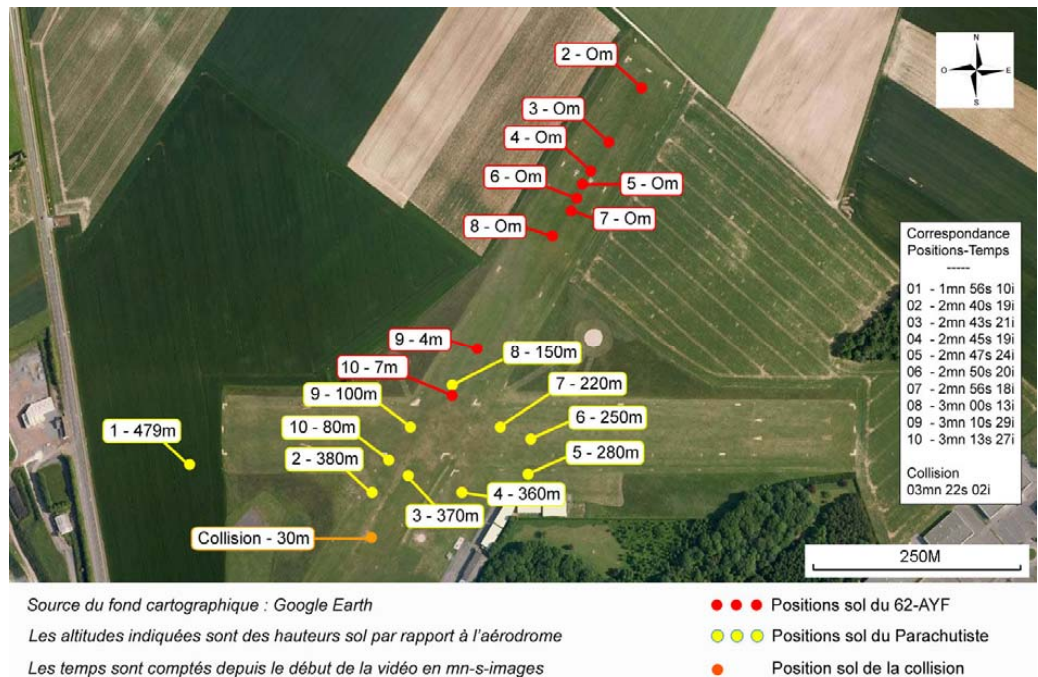 2 - Om
3 - Om
4 - Om
6 - Om
5 - Om
7 - Om
8 - Om
N
O
E
S
Correspondance
Positions-Temps
-----
01 - 1mn 56s 10i
02 - 2mn 40s 19i
03 - 2mn 43s 21i
04 - 2mn 45s 19i
05 - 2mn 47s 24i
06 - 2mn 50s 20i
07 - 2mn 56s 18i
08 - 3mn 00s 13i
09 - 3mn 10s 29i
10 - 3mn 13s 27i
Collision
03mn 22s 02i
9 - 4m
8 - 150m
10 - 7m
7 - 220m
9 - 100m
6 - 250m
10 - 80m
1 - 479m
2 - 380m
5 - 280m
4 - 360m
3 - 370m
Collision - 30m
250M
Source du fond cartographique : Google Earth
Les altitudes indiquées sont des hauteurs sol par rapport à l'aérodrome
Les temps sont comptés depuis le début de la vidéo en mn-s-images
Positions sol du 62-AYF
Positions sol du Parachutiste
Position sol de la collision